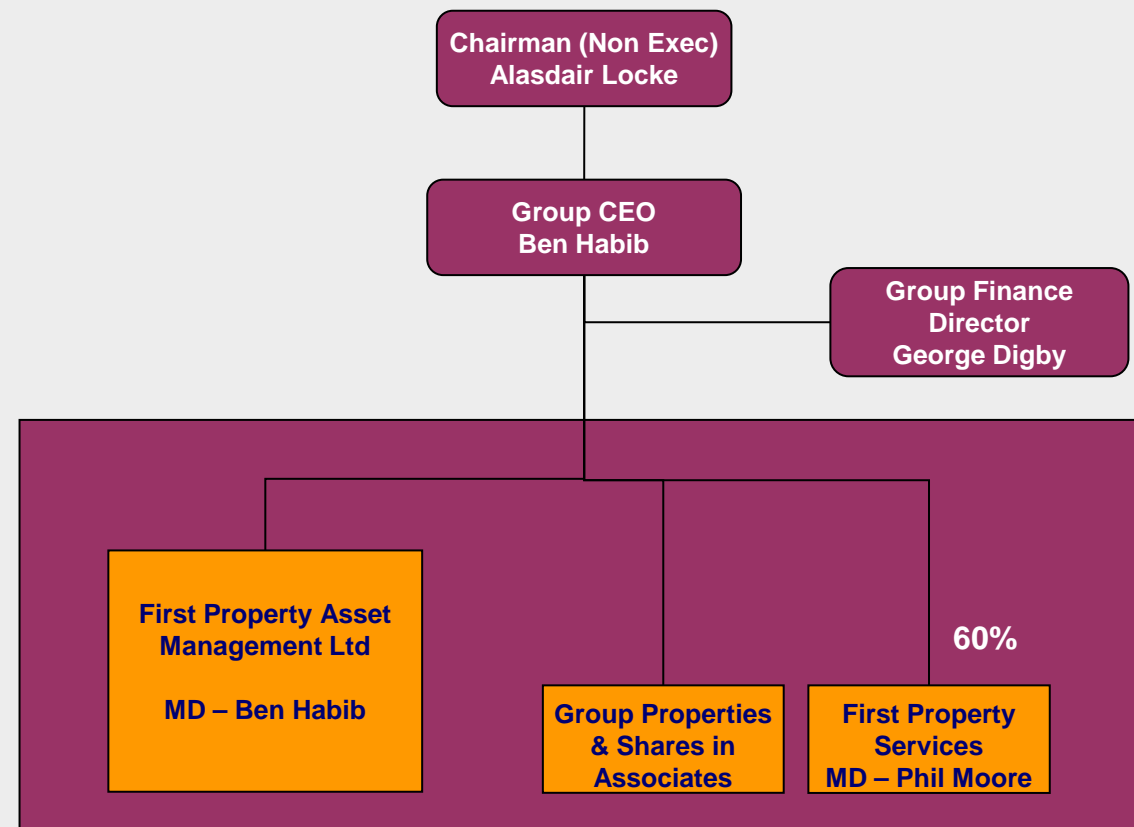 Chairman (Non Exec)
Alasdair Locke
Group CEO
Ben Habib
Group Finance
Director
George Digby
First Property Asset
Management Ltd
MD – Ben Habib
60%
Group Properties
& Shares in
Associates
First Property
Services
MD – Phil Moore